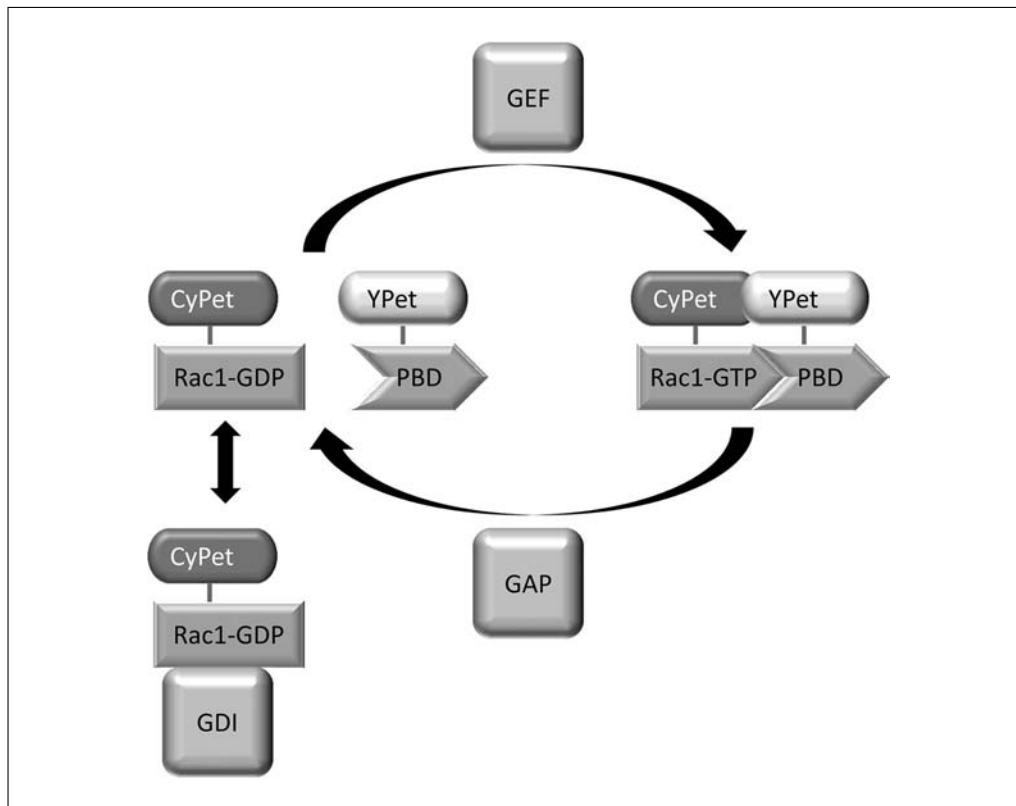 GEF
CyPet
YPet
CyPet
YPet
Rac1-GDP
PBD
Rac1-GTP
PBD
CyPet
GAP
Rac1-GDP
GDI